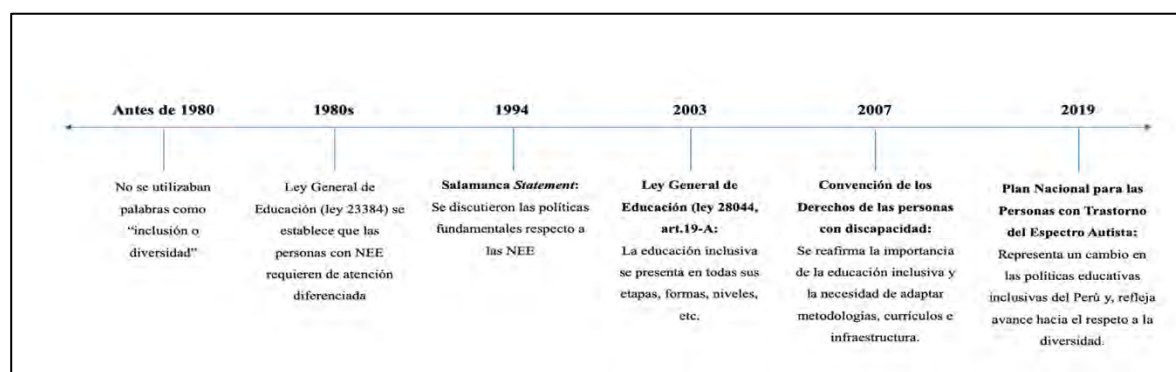 Antes de 1980
1980s
1994
2003
2007
2019
No se utilizaban
palabras como
“inclusión o
diversidad”
Ley General de
Educación (ley 23384) se
establece que las
personas con NEE
requieren de atención
diferenciada
Salamanca Statement:
Se discutieron las políticas
fundamentales respecto a
las NEE
Ley General de
Educación (ley 28044,
art.19-A:
La educación inclusiva
se presenta en todas sus
etapas, formas, niveles,
etc.
Convención de los
Derechos de las personas
con discapacidad:
Se reafirma la importancia
de la educación inclusiva y
la necesidad de adaptar
metodologías, currículos e
infraestructura.
Plan Nacional para las
Personas con Trastorno
del Espectro Autista:
Representa un cambio en
las políticas educativas
inclusivas del Perú y, refleja
avance hacia el respeto a la
diversidad.